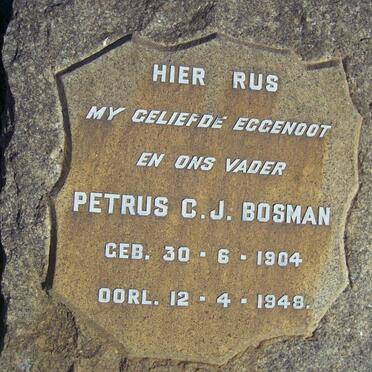 HIER RUS
MY GELIEFDE EGGENOOT
EN ONS VADER
PETRUS C.J. BOSMAN
GEB. 30 - 6 - 1904
OORL. 12 - 4 - 1948.